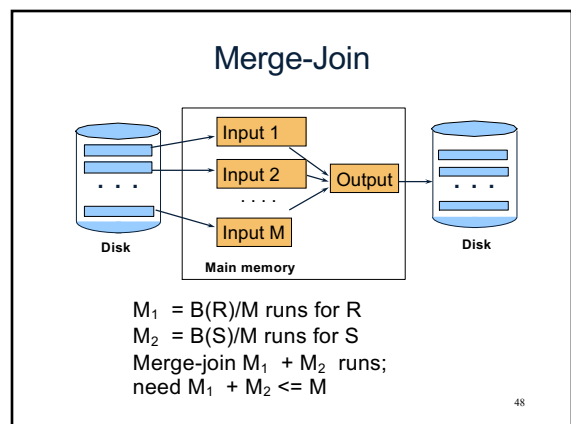 Merge-Join
Input 1
Input 2
. . . .
Input M
Output
. . .
. . .
Disk
Disk
Main memory
M₁ = B(R)/M runs for R
M₂ = B(S)/M runs for S
Merge-join M₁ + M₂ runs;
need M₁ + M₂ <= M
48